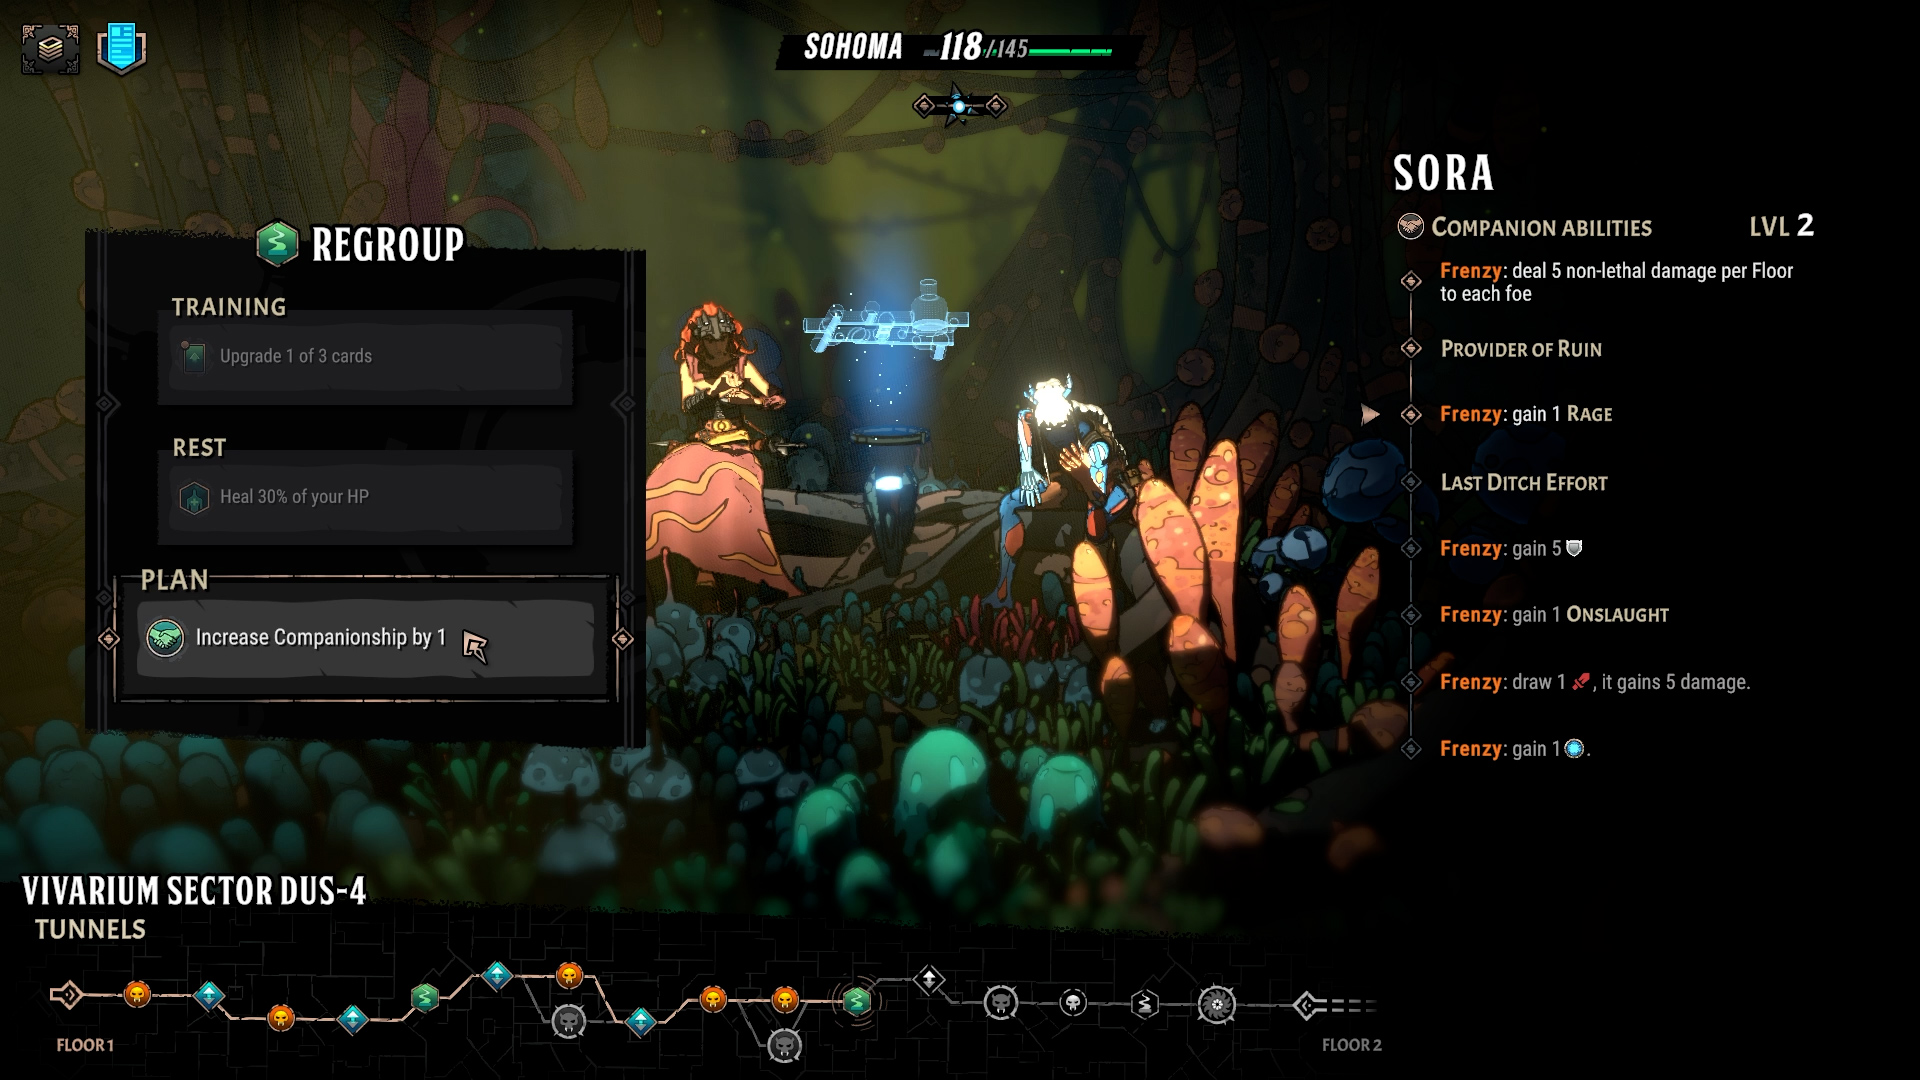 SOHOMA 118/145
REGROUP
TRAINING
Upgrade 1 of 3 cards
REST
Heal 30% of your HP
PLAN
Increase Companionship by 1
SORA
COMPANION ABILITIES LVL 2
Frenzy: deal 5 non-lethal damage per Floor
to each foe
PROVIDER OF RUIN
Frenzy: gain 1 RAGE
LAST DITCH EFFORT
Frenzy: gain 5
Frenzy: gain 1 ONSLAUGHT
Frenzy: draw 1 , it gains 5 damage.
Frenzy: gain 1 .
VIVARIUM SECTOR DUS-4
TUNNELS
FLOOR 1
FLOOR 2